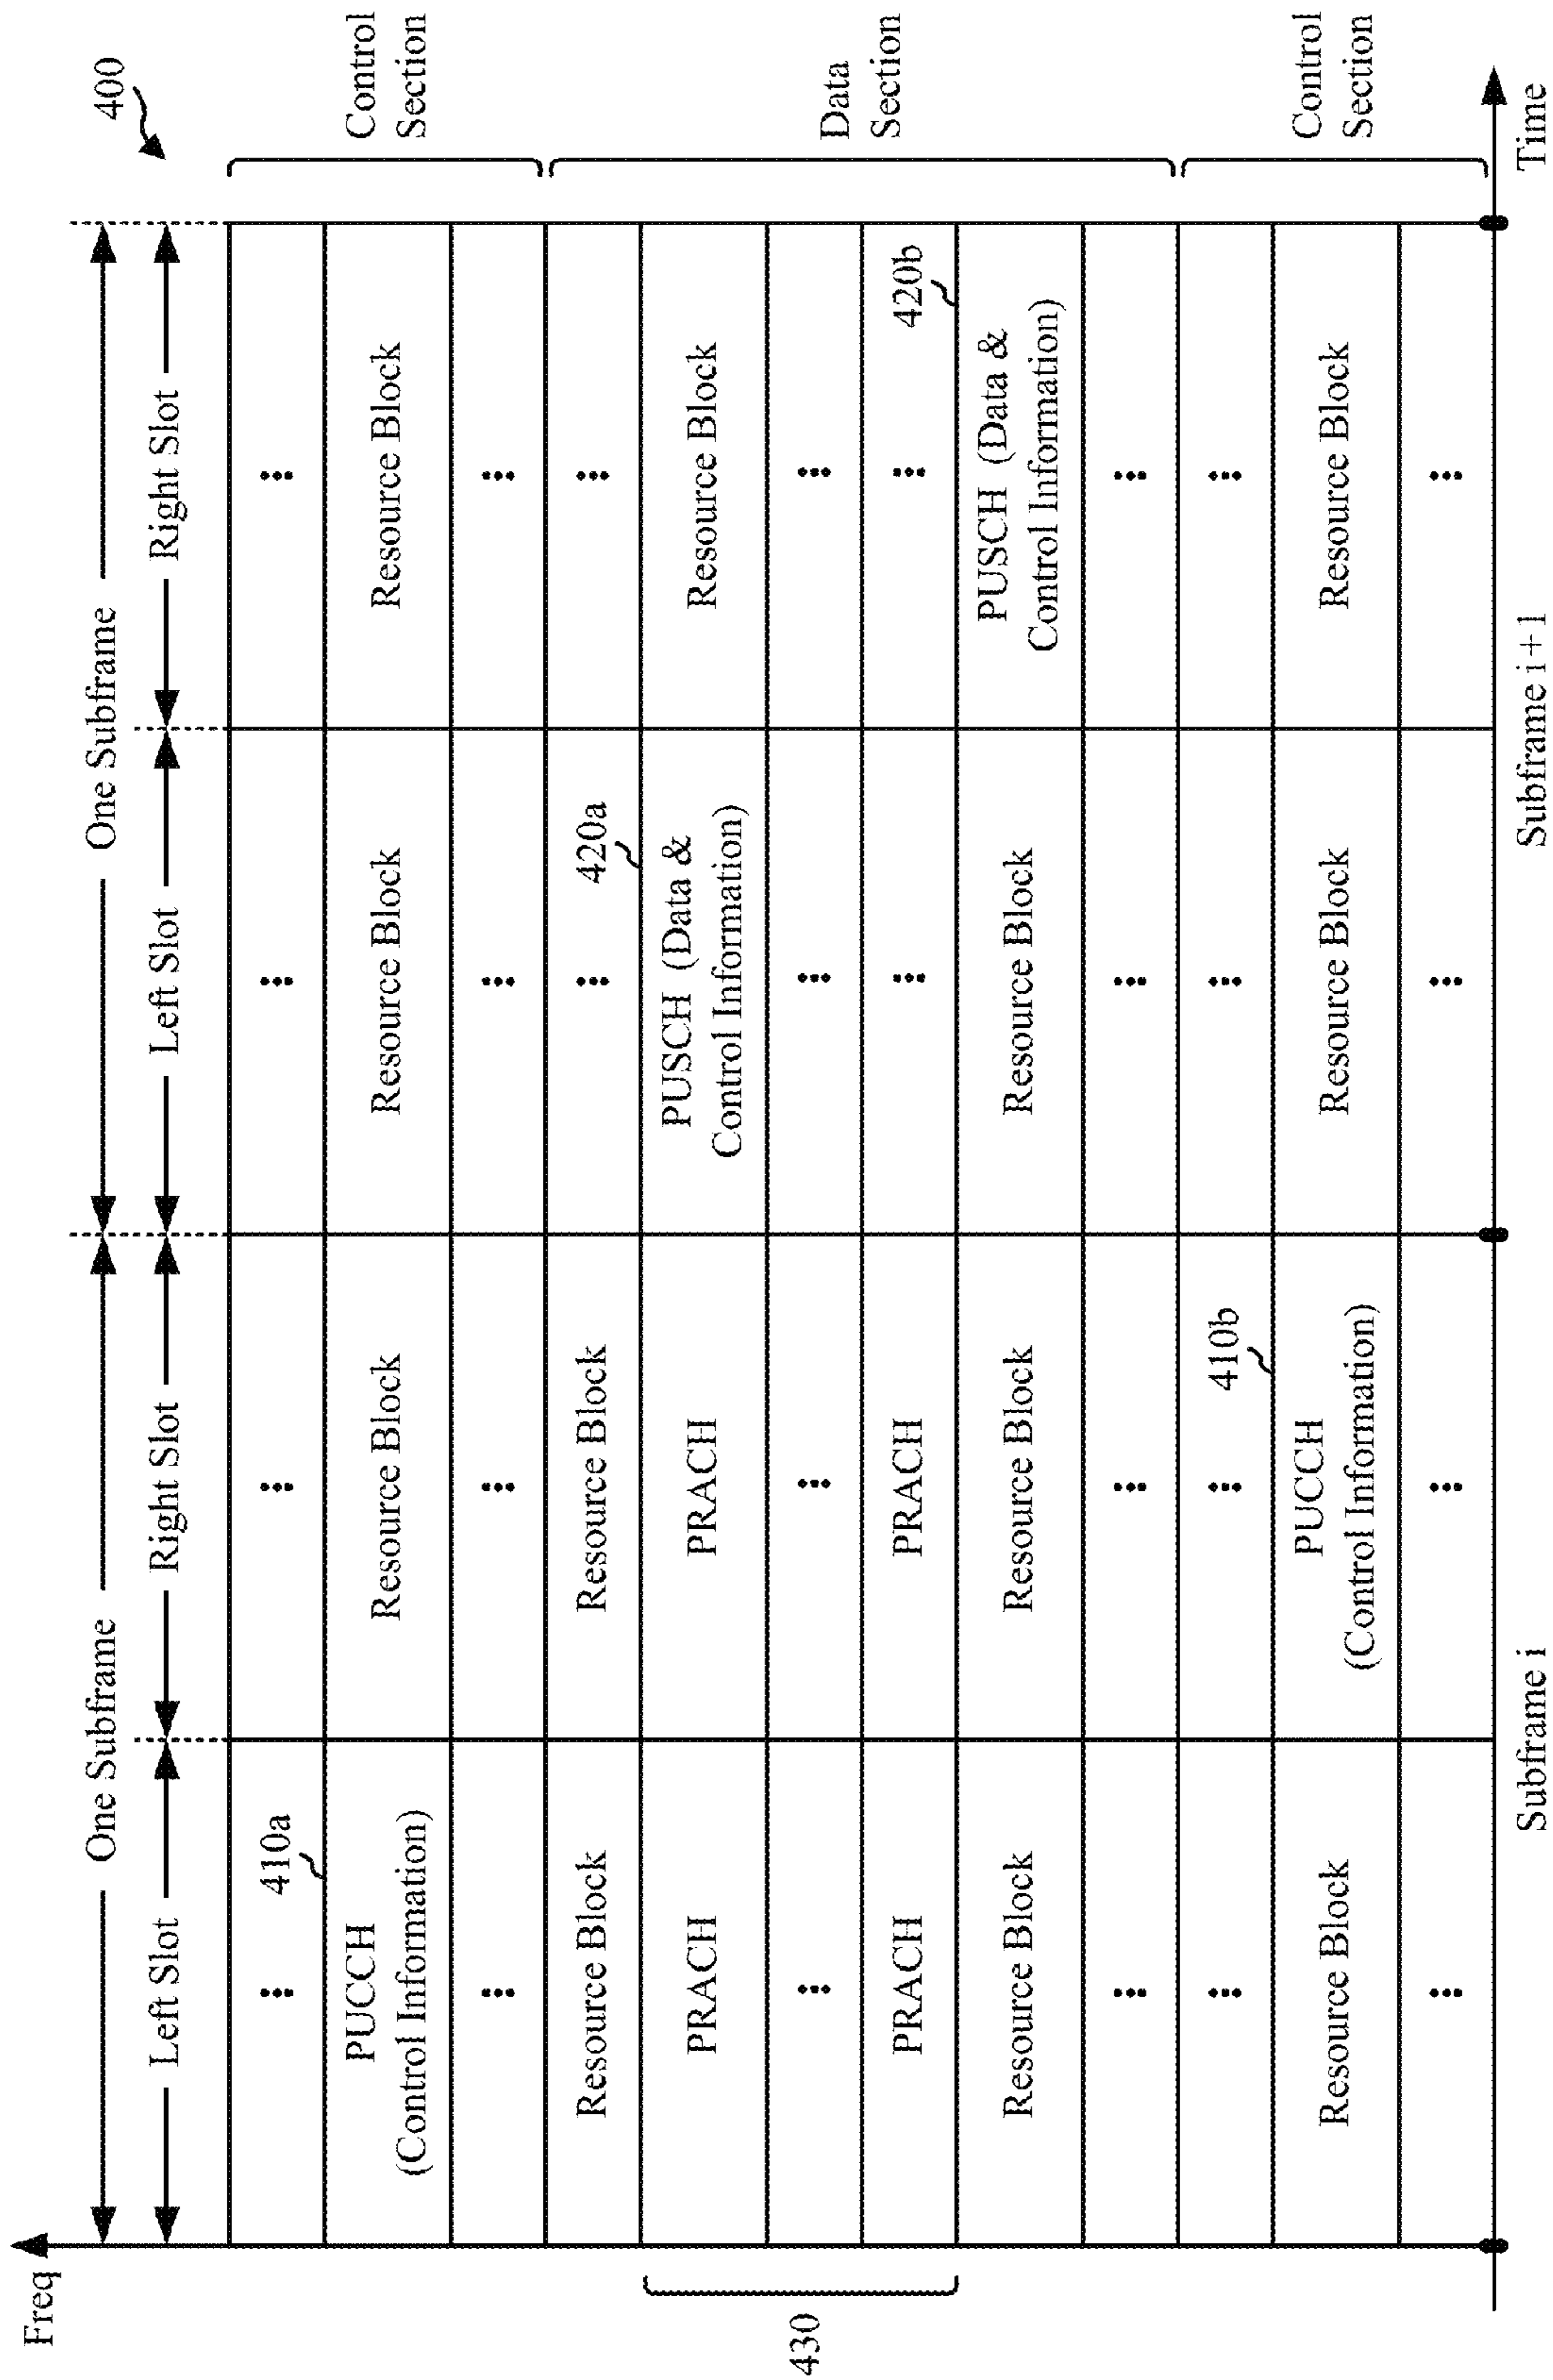 400
One Subframe
One Subframe
Left Slot
Right Slot
Left Slot
Right Slot
Freq
410a
PUCCH
(Control Information)
Resource Block
Resource Block
Resource Block
Control
Section
Resource Block
Resource Block
420a
430
PRACH
PRACH
PUSCH (Data &
Control Information)
Resource Block
PRACH
PRACH
420b
Resource Block
Resource Block
Resource Block
PUSCH (Data &
Control Information)
Data
Section
410b
Resource Block
PUCCH
(Control Information)
Resource Block
Resource Block
Control
Section
Subframe i
Subframe i + 1
Time